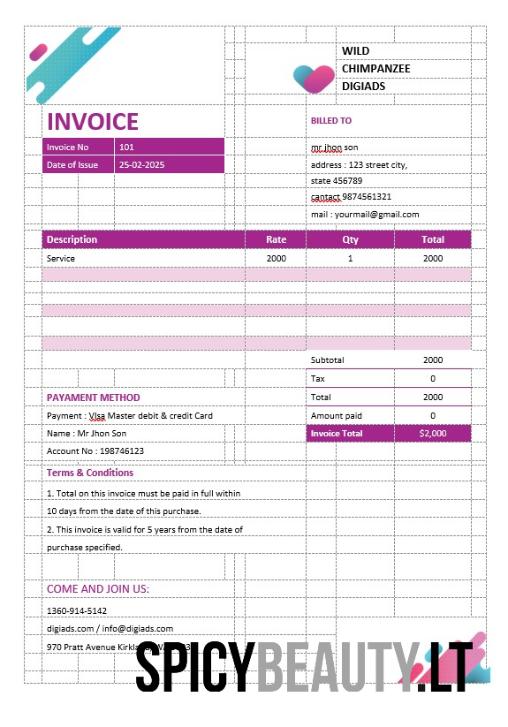 WILD
CHIMPANZEE
DIGIADS
INVOICE
Invoice No 101
Date of Issue 25-02-2025
BILLED TO
mr.jhon son
address : 123 street city,
state 456789
cantact 9874561321
mail : yourmail@gmail.com
Description Rate Qty Total
Service 2000 1 2000
Subtotal 2000
Tax 0
Total 2000
Amount paid 0
Invoice Total $2,000
PAYAMENT METHOD
Payment : VIsa Master debit & credit Card
Name : Mr Jhon Son
Account No : 198746123
Terms & Conditions
1. Total on this invoice must be paid in full within
10 days from the date of this purchase.
2. This invoice is valid for 5 years from the date of
purchase specified.
COME AND JOIN US:
1360-914-5142
digiads.com / info@digiads.com
970 Pratt Avenue
SPICYBEAUTY.LT